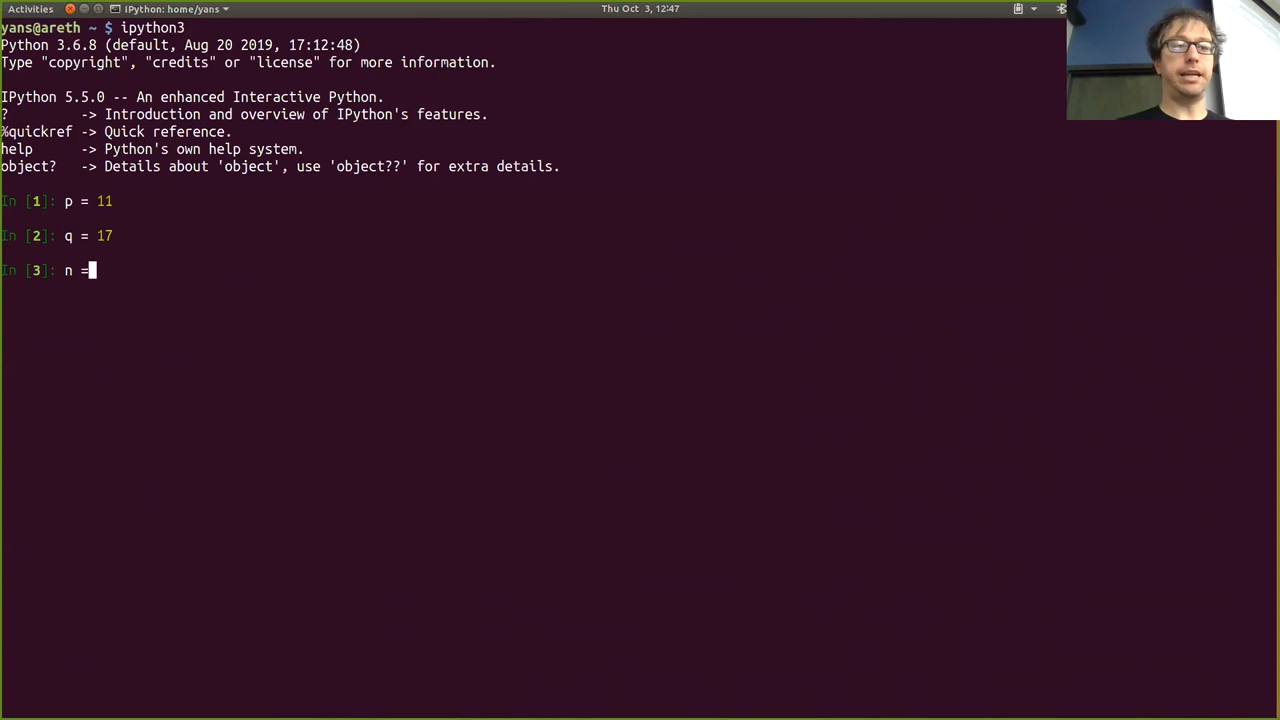 Activities IPython: home/yans Thu Oct 3, 12:47
yans@areth ~ $ ipython3
Python 3.6.8 (default, Aug 20 2019, 17:12:48)
Type "copyright", "credits" or "license" for more information.
IPython 5.5.0 -- An enhanced Interactive Python.
? -> Introduction and overview of IPython's features.
%quickref -> Quick reference.
help -> Python's own help system.
object? -> Details about 'object', use 'object??' for extra details.
In [1]: p = 11
In [2]: q = 17
In [3]: n =